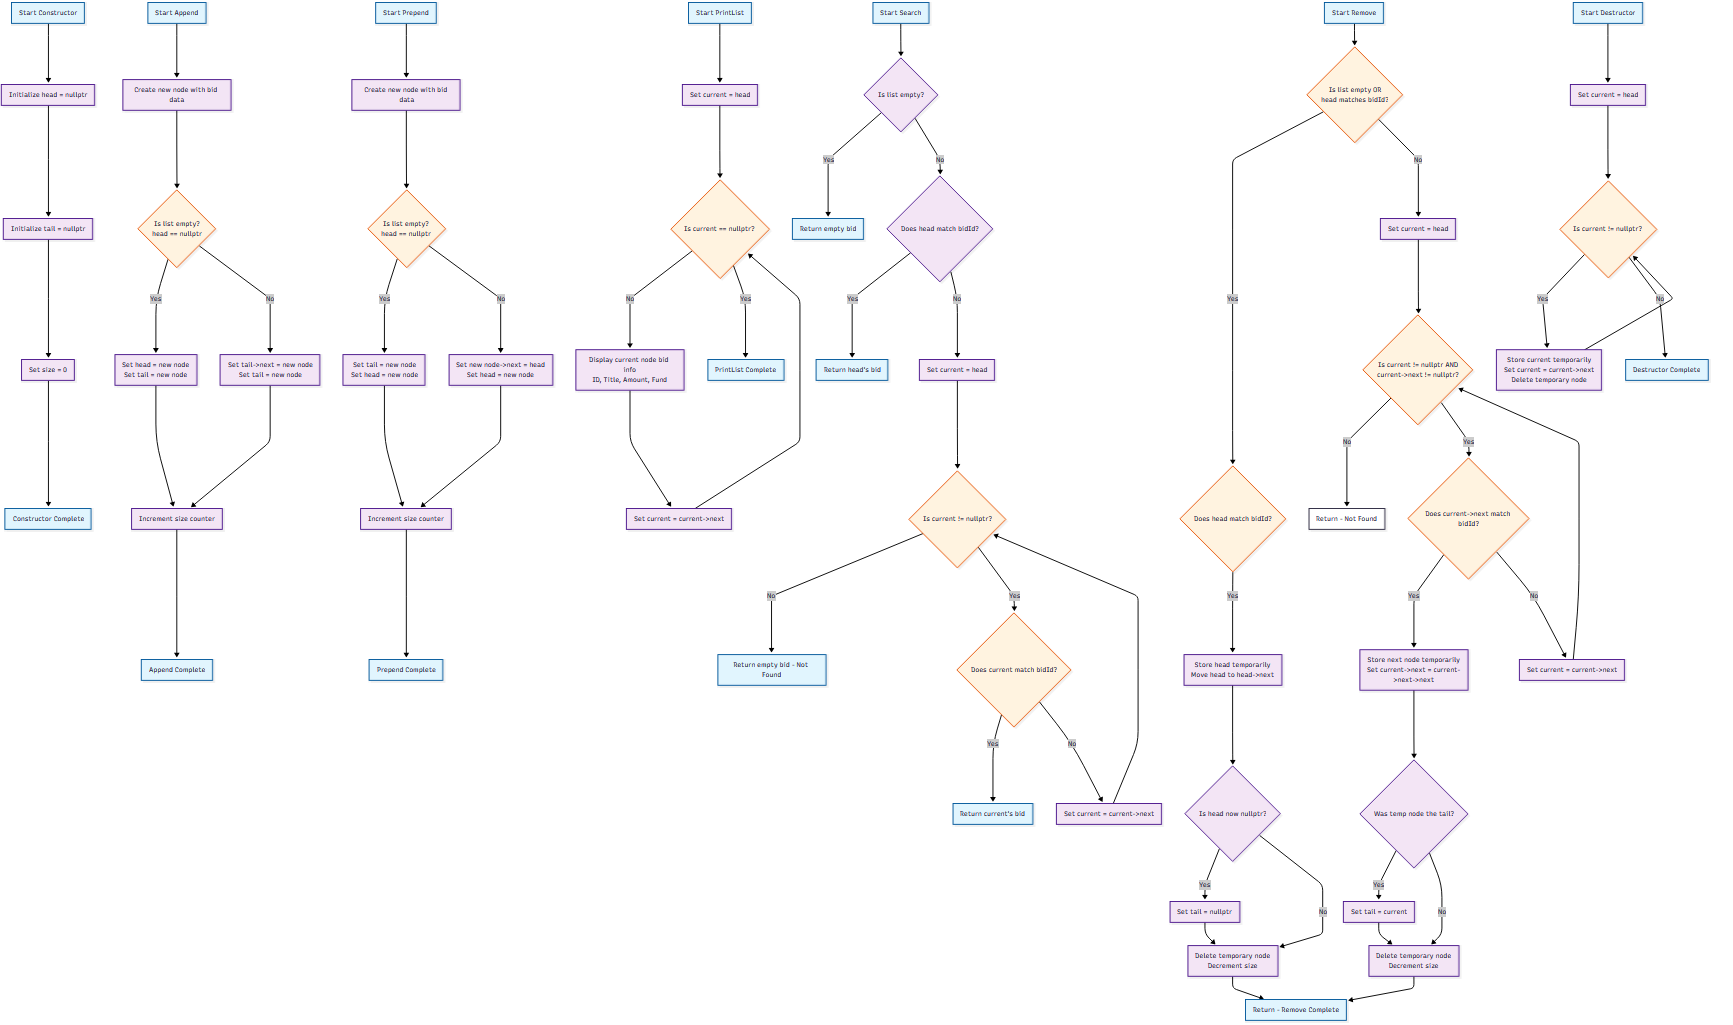 Start Constructor
Initialize head = nullptr
Initialize tail = nullptr
Set size = 0
Constructor Complete
Start Append
Create new node with bid
data
Is list empty?
head == nullptr
Yes
No
Set head = new node
Set tail = new node
Set tail->next = new node
Set tail = new node
Increment size counter
Append Complete
Start Prepend
Create new node with bid
data
Is list empty?
head == nullptr
Yes
No
Set tail = new node
Set head = new node
Set new node->next = head
Set head = new node
Increment size counter
Prepend Complete
Start PrintList
Set current = head
Is current == nullptr?
No
Yes
Display current node bid
info
ID, Title, Amount, Fund
PrintList Complete
Set current = current->next
Start Search
Is list empty?
Yes
No
Return empty bid
Does head match bidId?
Yes
No
Return head's bid
Set current = head
Is current != nullptr?
No
Yes
Return empty bid - Not
Found
Does current match bidId?
Yes
No
Return current's bid
Set current = current->next
Start Remove
Is list empty OR
head matches bidId?
Yes
No
Set current = head
Is current != nullptr AND
current->next != nullptr?
No
Yes
Does head match bidId?
Return - Not Found
Does current->next match
bidId?
Yes
Yes
No
Store head temporarily
Move head to head->next
Store next node temporarily
Set current->next = current-
>next->next
Set current = current->next
Is head now nullptr?
Was temp node the tail?
Yes
No
Yes
No
Set tail = nullptr
Set tail = current
Delete temporary node
Decrement size
Delete temporary node
Decrement size
Return - Remove Complete
Start Destructor
Set current = head
Is current != nullptr?
Yes
No
Store current temporarily
Set current = current->next
Delete temporary node
Destructor Complete